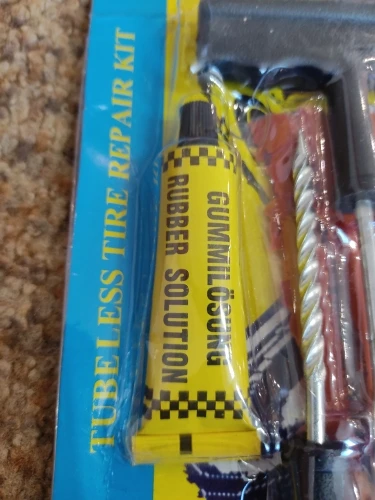 TUBELESS TIRE REPAIR KIT
GUMMILÖSUNG
RUBBER SOLUTION